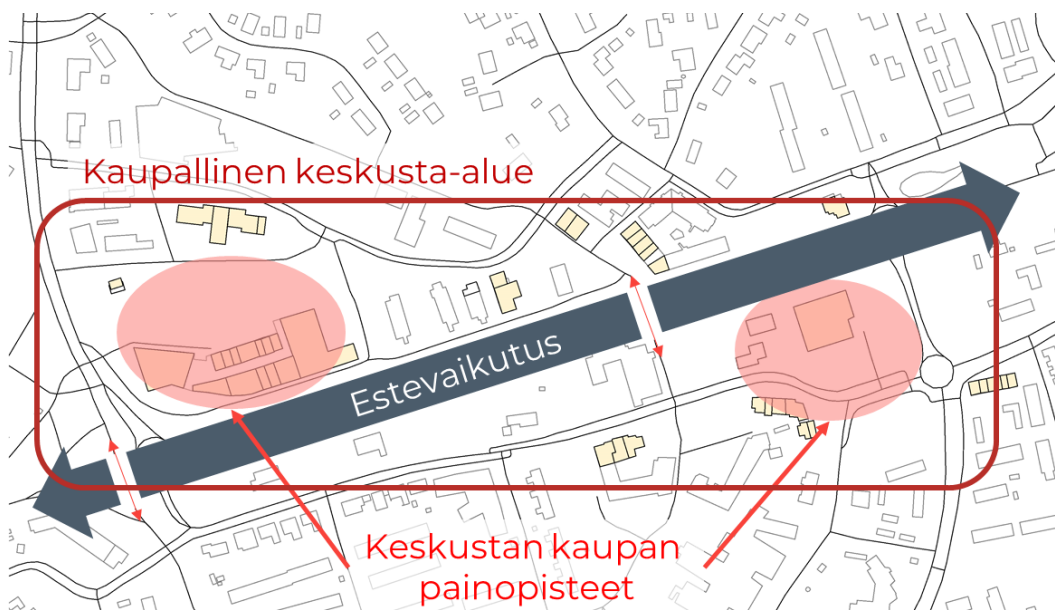 Kaupallinen keskusta-alue
Estevaikutus
Keskustan kaupan
painopisteet